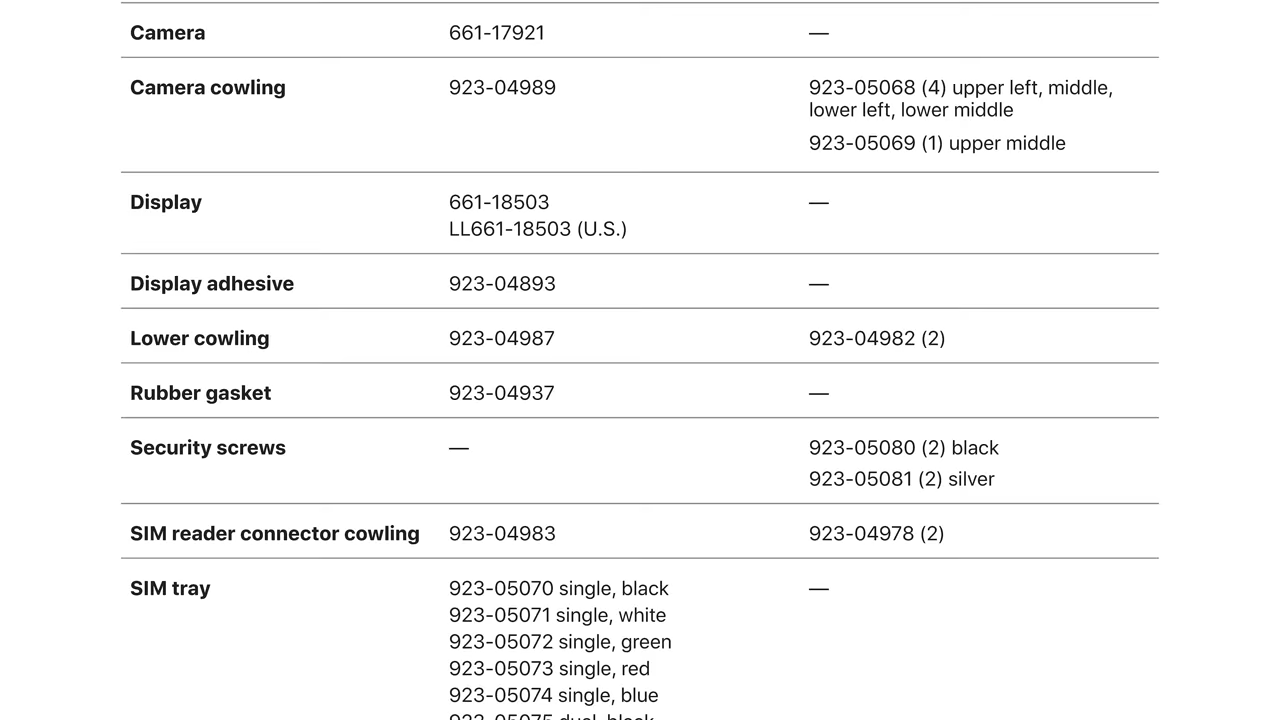 Camera 661-17921 —
Camera cowling 923-04989 923-05068 (4) upper left, middle,
lower left, lower middle
923-05069 (1) upper middle
Display 661-18503 —
LL661-18503 (U.S.)
Display adhesive 923-04893 —
Lower cowling 923-04987 923-04982 (2)
Rubber gasket 923-04937 —
Security screws — 923-05080 (2) black
923-05081 (2) silver
SIM reader connector cowling 923-04983 923-04978 (2)
SIM tray 923-05070 single, black —
923-05071 single, white
923-05072 single, green
923-05073 single, red
923-05074 single, blue
923-05075 dual, black